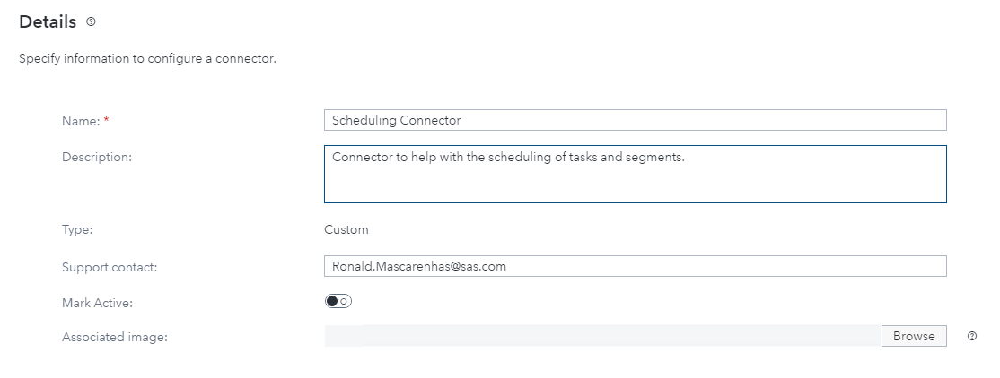 Details
Specify information to configure a connector.
Name: * Scheduling Connector
Description: Connector to help with the scheduling of tasks and segments.
Type: Custom
Support contact: Ronald.Mascarenhas@sas.com
Mark Active:
Associated image: Browse